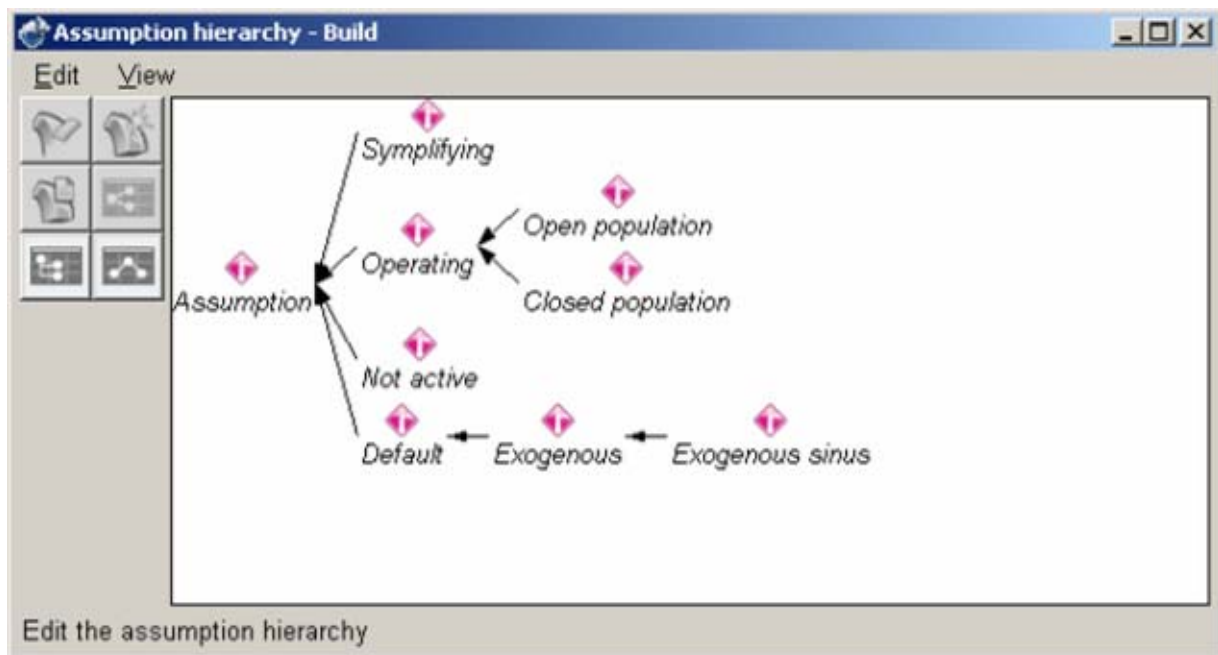 Assumption hierarchy - Build
Edit View
Symplifying
Open population
Operating
Closed population
Assumption
Not active
Default Exogenous Exogenous sinus
Edit the assumption hierarchy